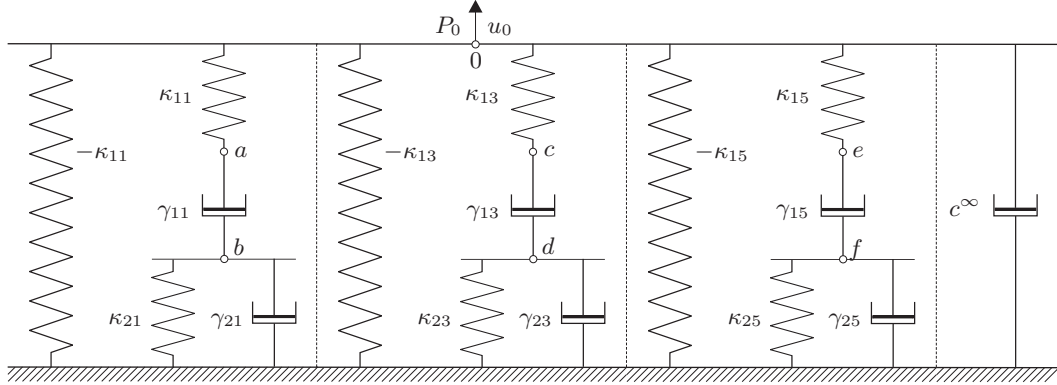 P₀ u₀
0
κ₁₁ κ₁₃ κ₁₅
−κ₁₁ a −κ₁₃ c −κ₁₅ e
γ₁₁ γ₁₃ γ₁₅ c^∞
b d f
κ₂₁ γ₂₁ κ₂₃ γ₂₃ κ₂₅ γ₂₅